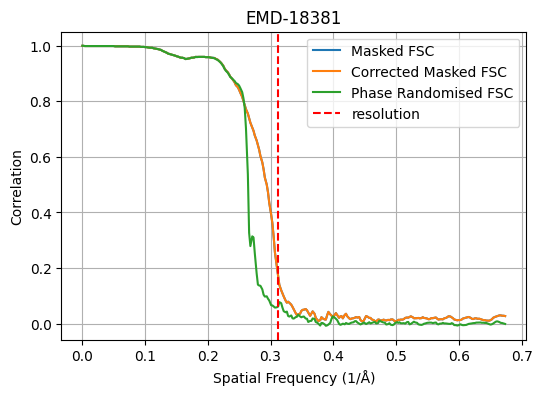 EMD-18381
Masked FSC
Corrected Masked FSC
Phase Randomised FSC
resolution
Correlation
1.0
0.8
0.6
0.4
0.2
0.0
0.0 0.1 0.2 0.3 0.4 0.5 0.6 0.7
Spatial Frequency (1/Å)